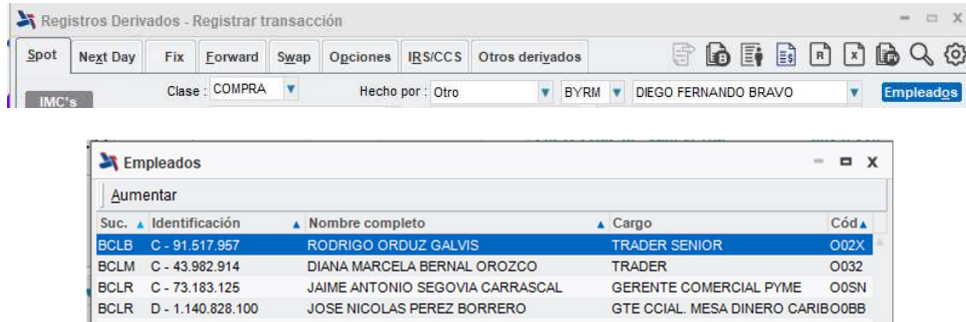 Registros Derivados - Registrar transacción
Spot Next Day Fix Forward Swap Opciones IRS/CCS Otros derivados
IMC's Clase : COMPRA Hecho por : Otro BYRM DIEGO FERNANDO BRAVO Empleados
Empleados
Aumentar
Suc. Identificación Nombre completo Cargo Cód
BCLB C - 91.517.957 RODRIGO ORDUZ GALVIS TRADER SENIOR O02X
BCLM C - 43.982.914 DIANA MARCELA BERNAL OROZCO TRADER O032
BCLR C - 73.183.125 JAIME ANTONIO SEGOVIA CARRASCAL GERENTE COMERCIAL PYME O0SN
BCLR D - 1.140.828.100 JOSE NICOLAS PEREZ BORRERO GTE CCIAL. MESA DINERO CARIBO0BB